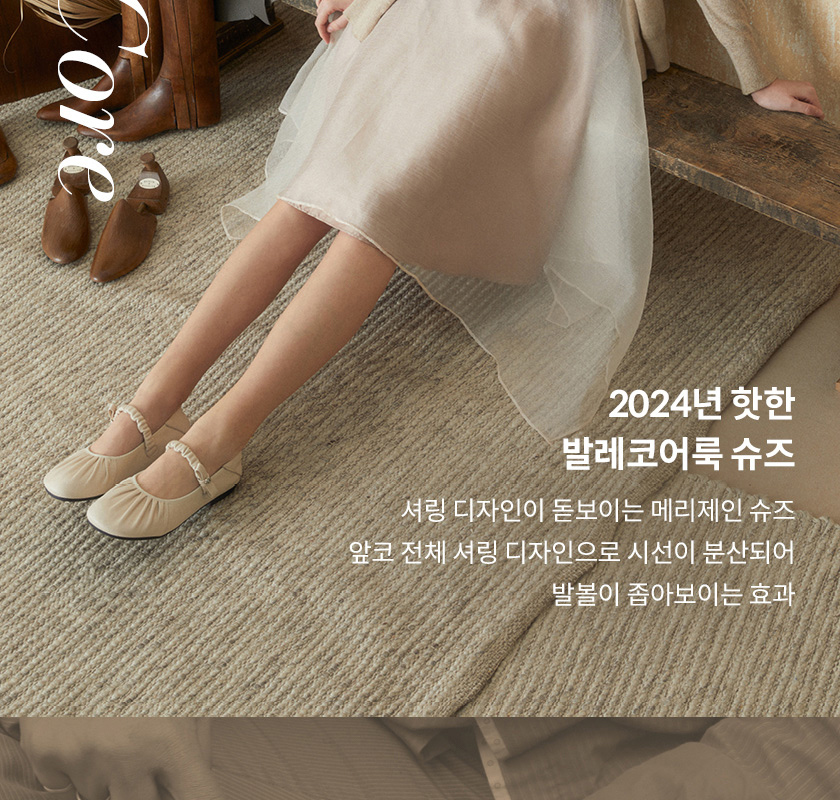 Core
2024년 핫한
발레코어룩 슈즈
셔링 디자인이 돋보이는 메리제인 슈즈
앞코 전체 셔링 디자인으로 시선이 분산되어
발볼이 좁아보이는 효과